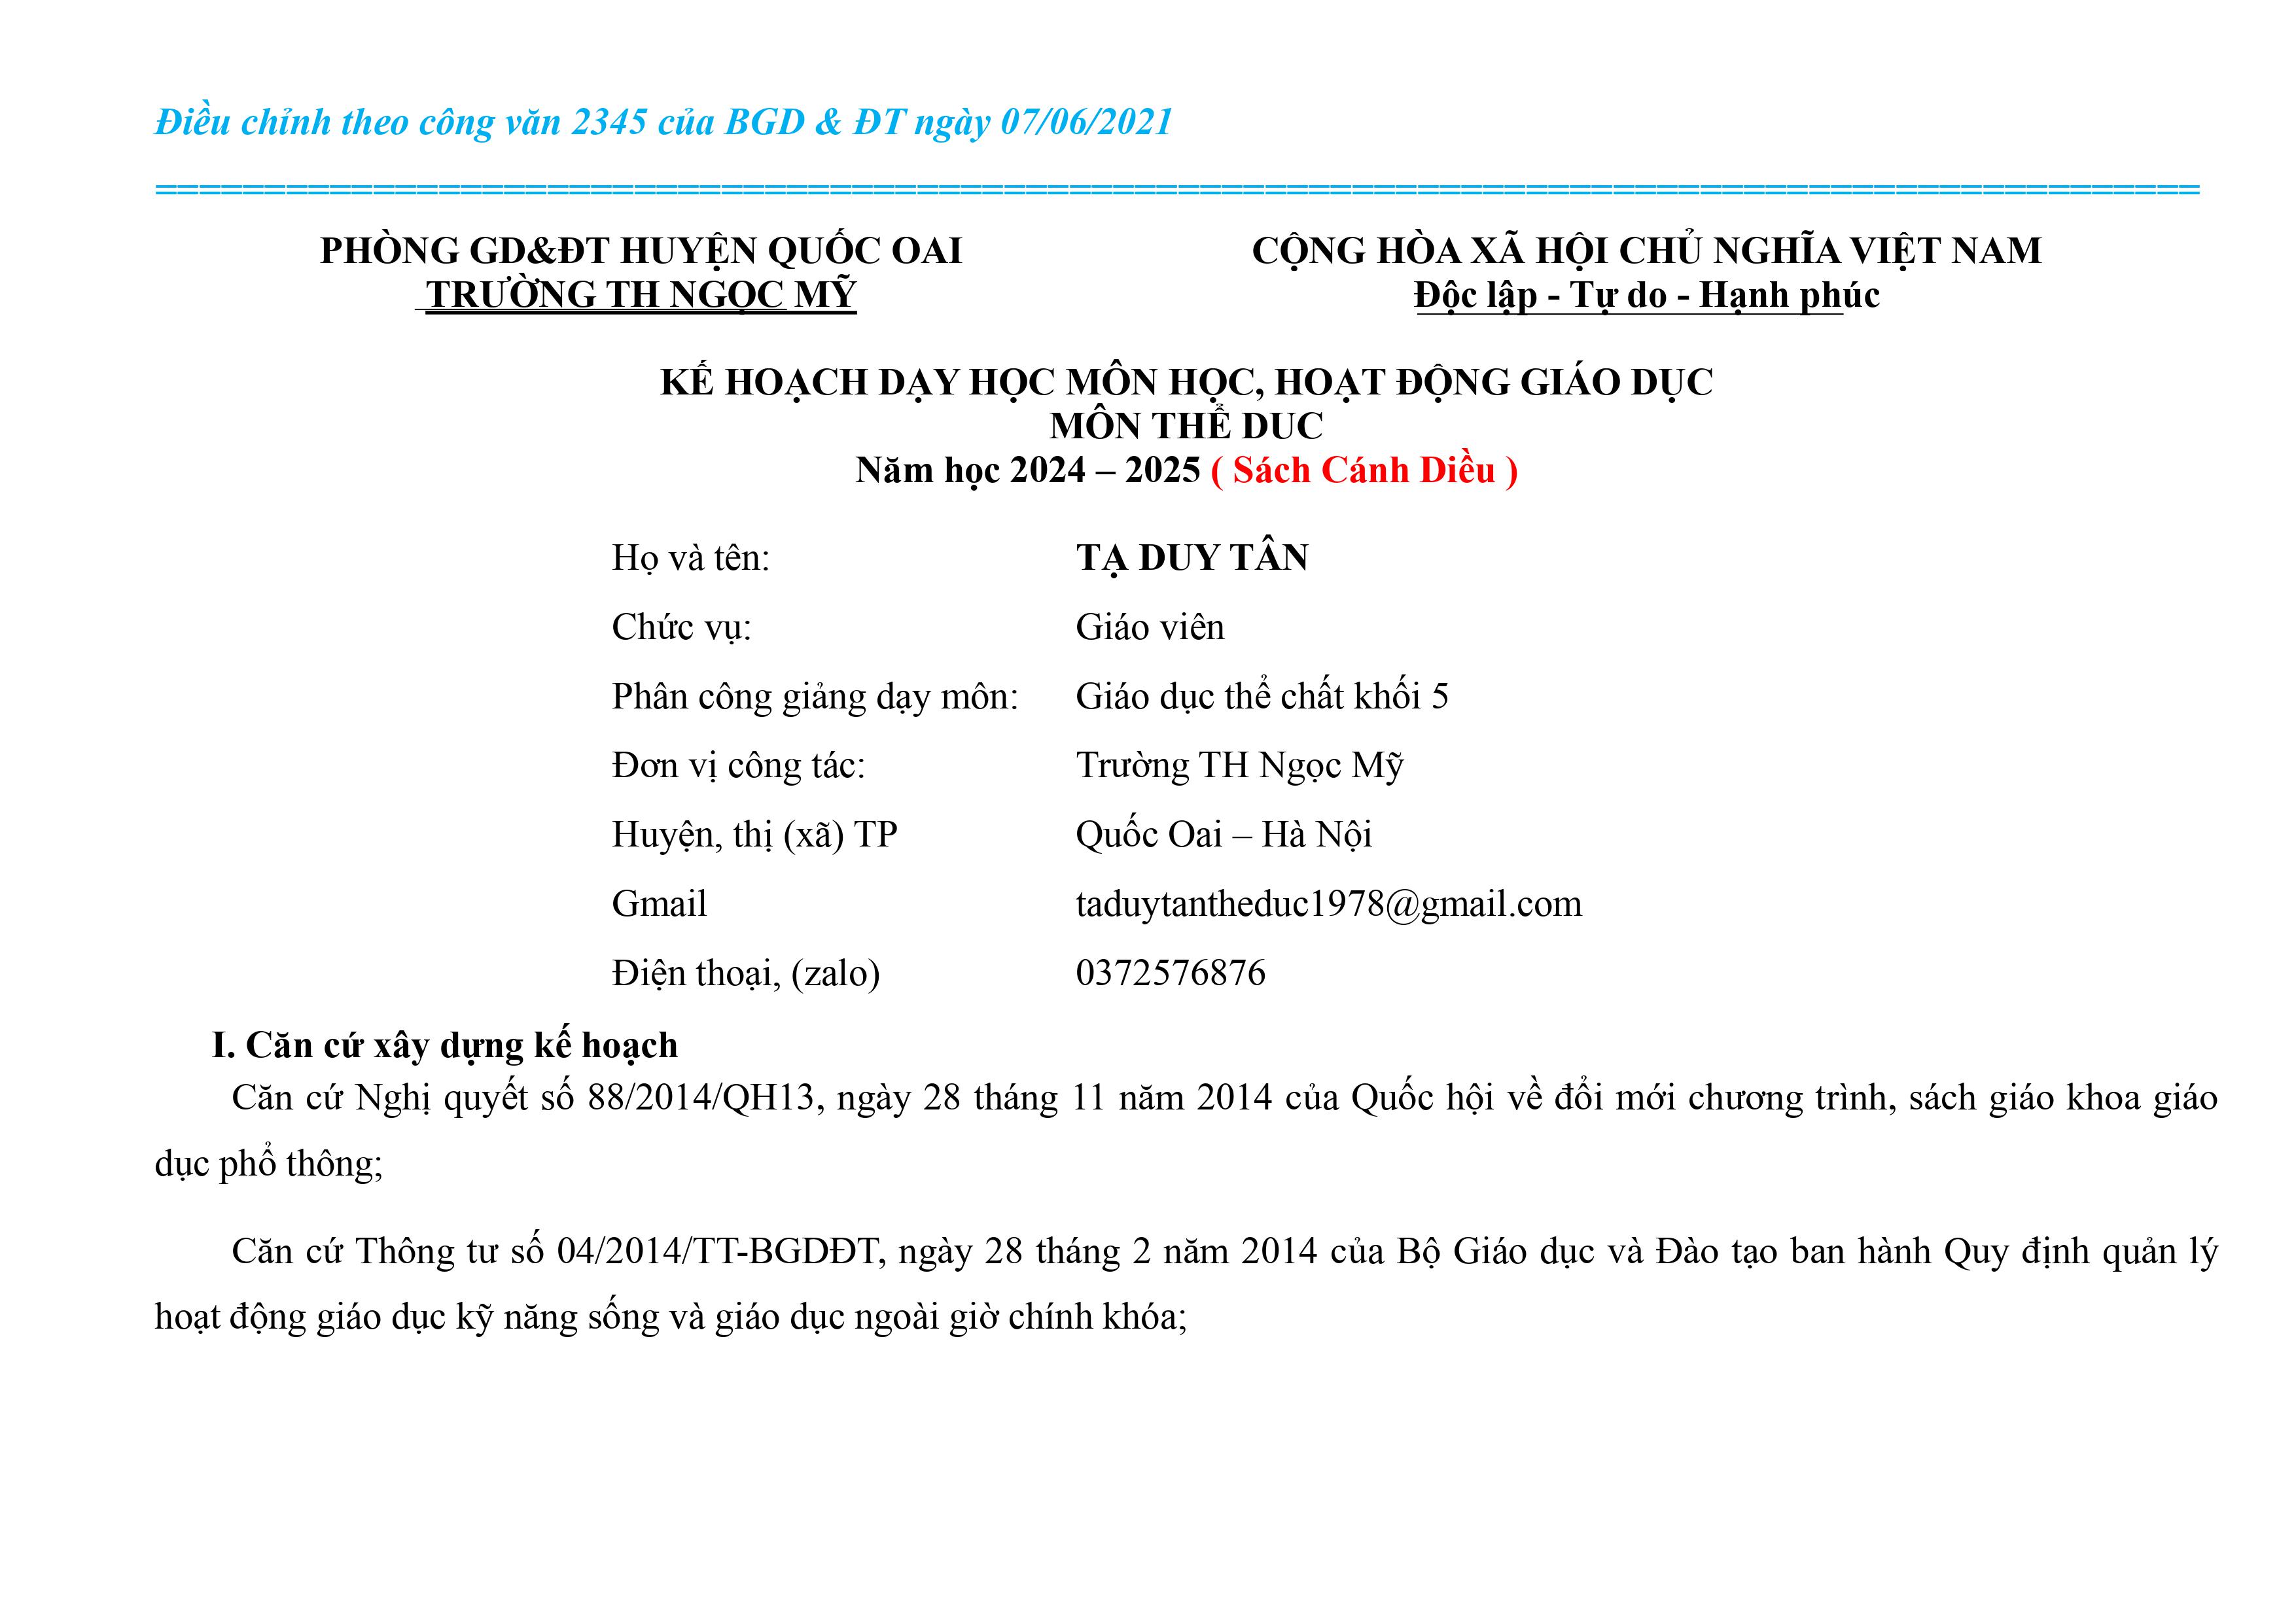 Điều chỉnh theo công văn 2345 của BGD & ĐT ngày 07/06/2021
==============================================================================================
PHÒNG GD&ĐT HUYỆN QUỐC OAI
TRƯỜNG TH NGỌC MỸ
CỘNG HÒA XÃ HỘI CHỦ NGHĨA VIỆT NAM
Độc lập - Tự do - Hạnh phúc
KẾ HOẠCH DẠY HỌC MÔN HỌC, HOẠT ĐỘNG GIÁO DỤC
MÔN THỂ DUC
Năm học 2024 – 2025 ( Sách Cánh Diều )
Họ và tên: TẠ DUY TÂN
Chức vụ: Giáo viên
Phân công giảng dạy môn: Giáo dục thể chất khối 5
Đơn vị công tác: Trường TH Ngọc Mỹ
Huyện, thị (xã) TP Quốc Oai – Hà Nội
Gmail taduytantheduc1978@gmail.com
Điện thoại, (zalo) 0372576876
I. Căn cứ xây dựng kế hoạch
Căn cứ Nghị quyết số 88/2014/QH13, ngày 28 tháng 11 năm 2014 của Quốc hội về đổi mới chương trình, sách giáo khoa giáo
dục phổ thông;
Căn cứ Thông tư số 04/2014/TT-BGDĐT, ngày 28 tháng 2 năm 2014 của Bộ Giáo dục và Đào tạo ban hành Quy định quản lý
hoạt động giáo dục kỹ năng sống và giáo dục ngoài giờ chính khóa;